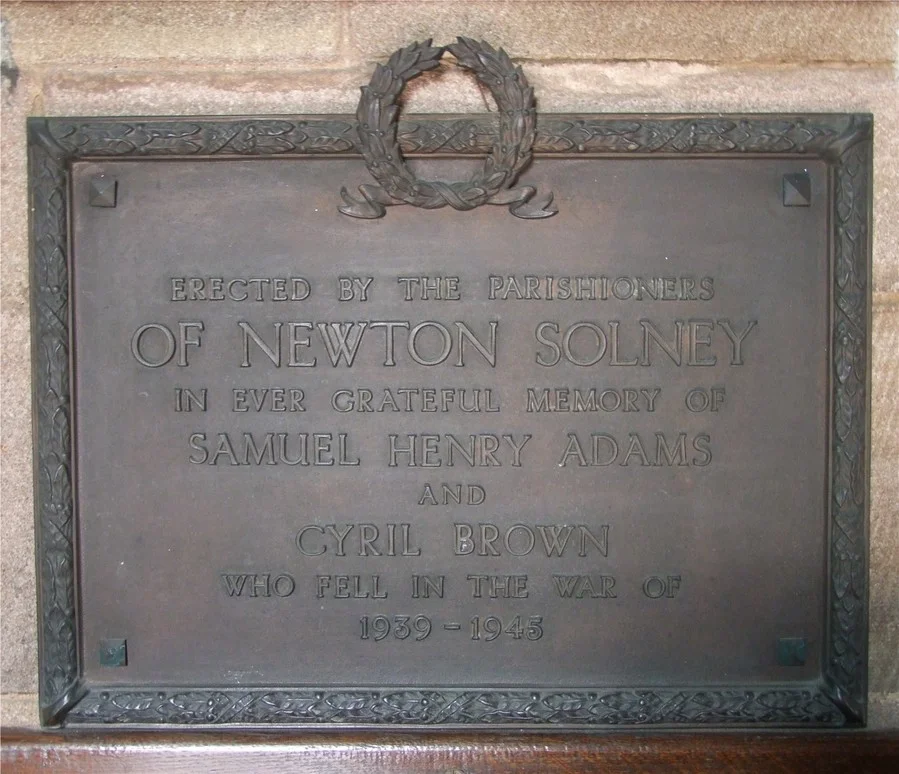 ERECTED BY THE PARISHIONERS
OF NEWTON SOLNEY
IN EVER GRATEFUL MEMORY OF
SAMUEL HENRY ADAMS
AND
CYRIL BROWN
WHO FELL IN THE WAR OF
1939 - 1945